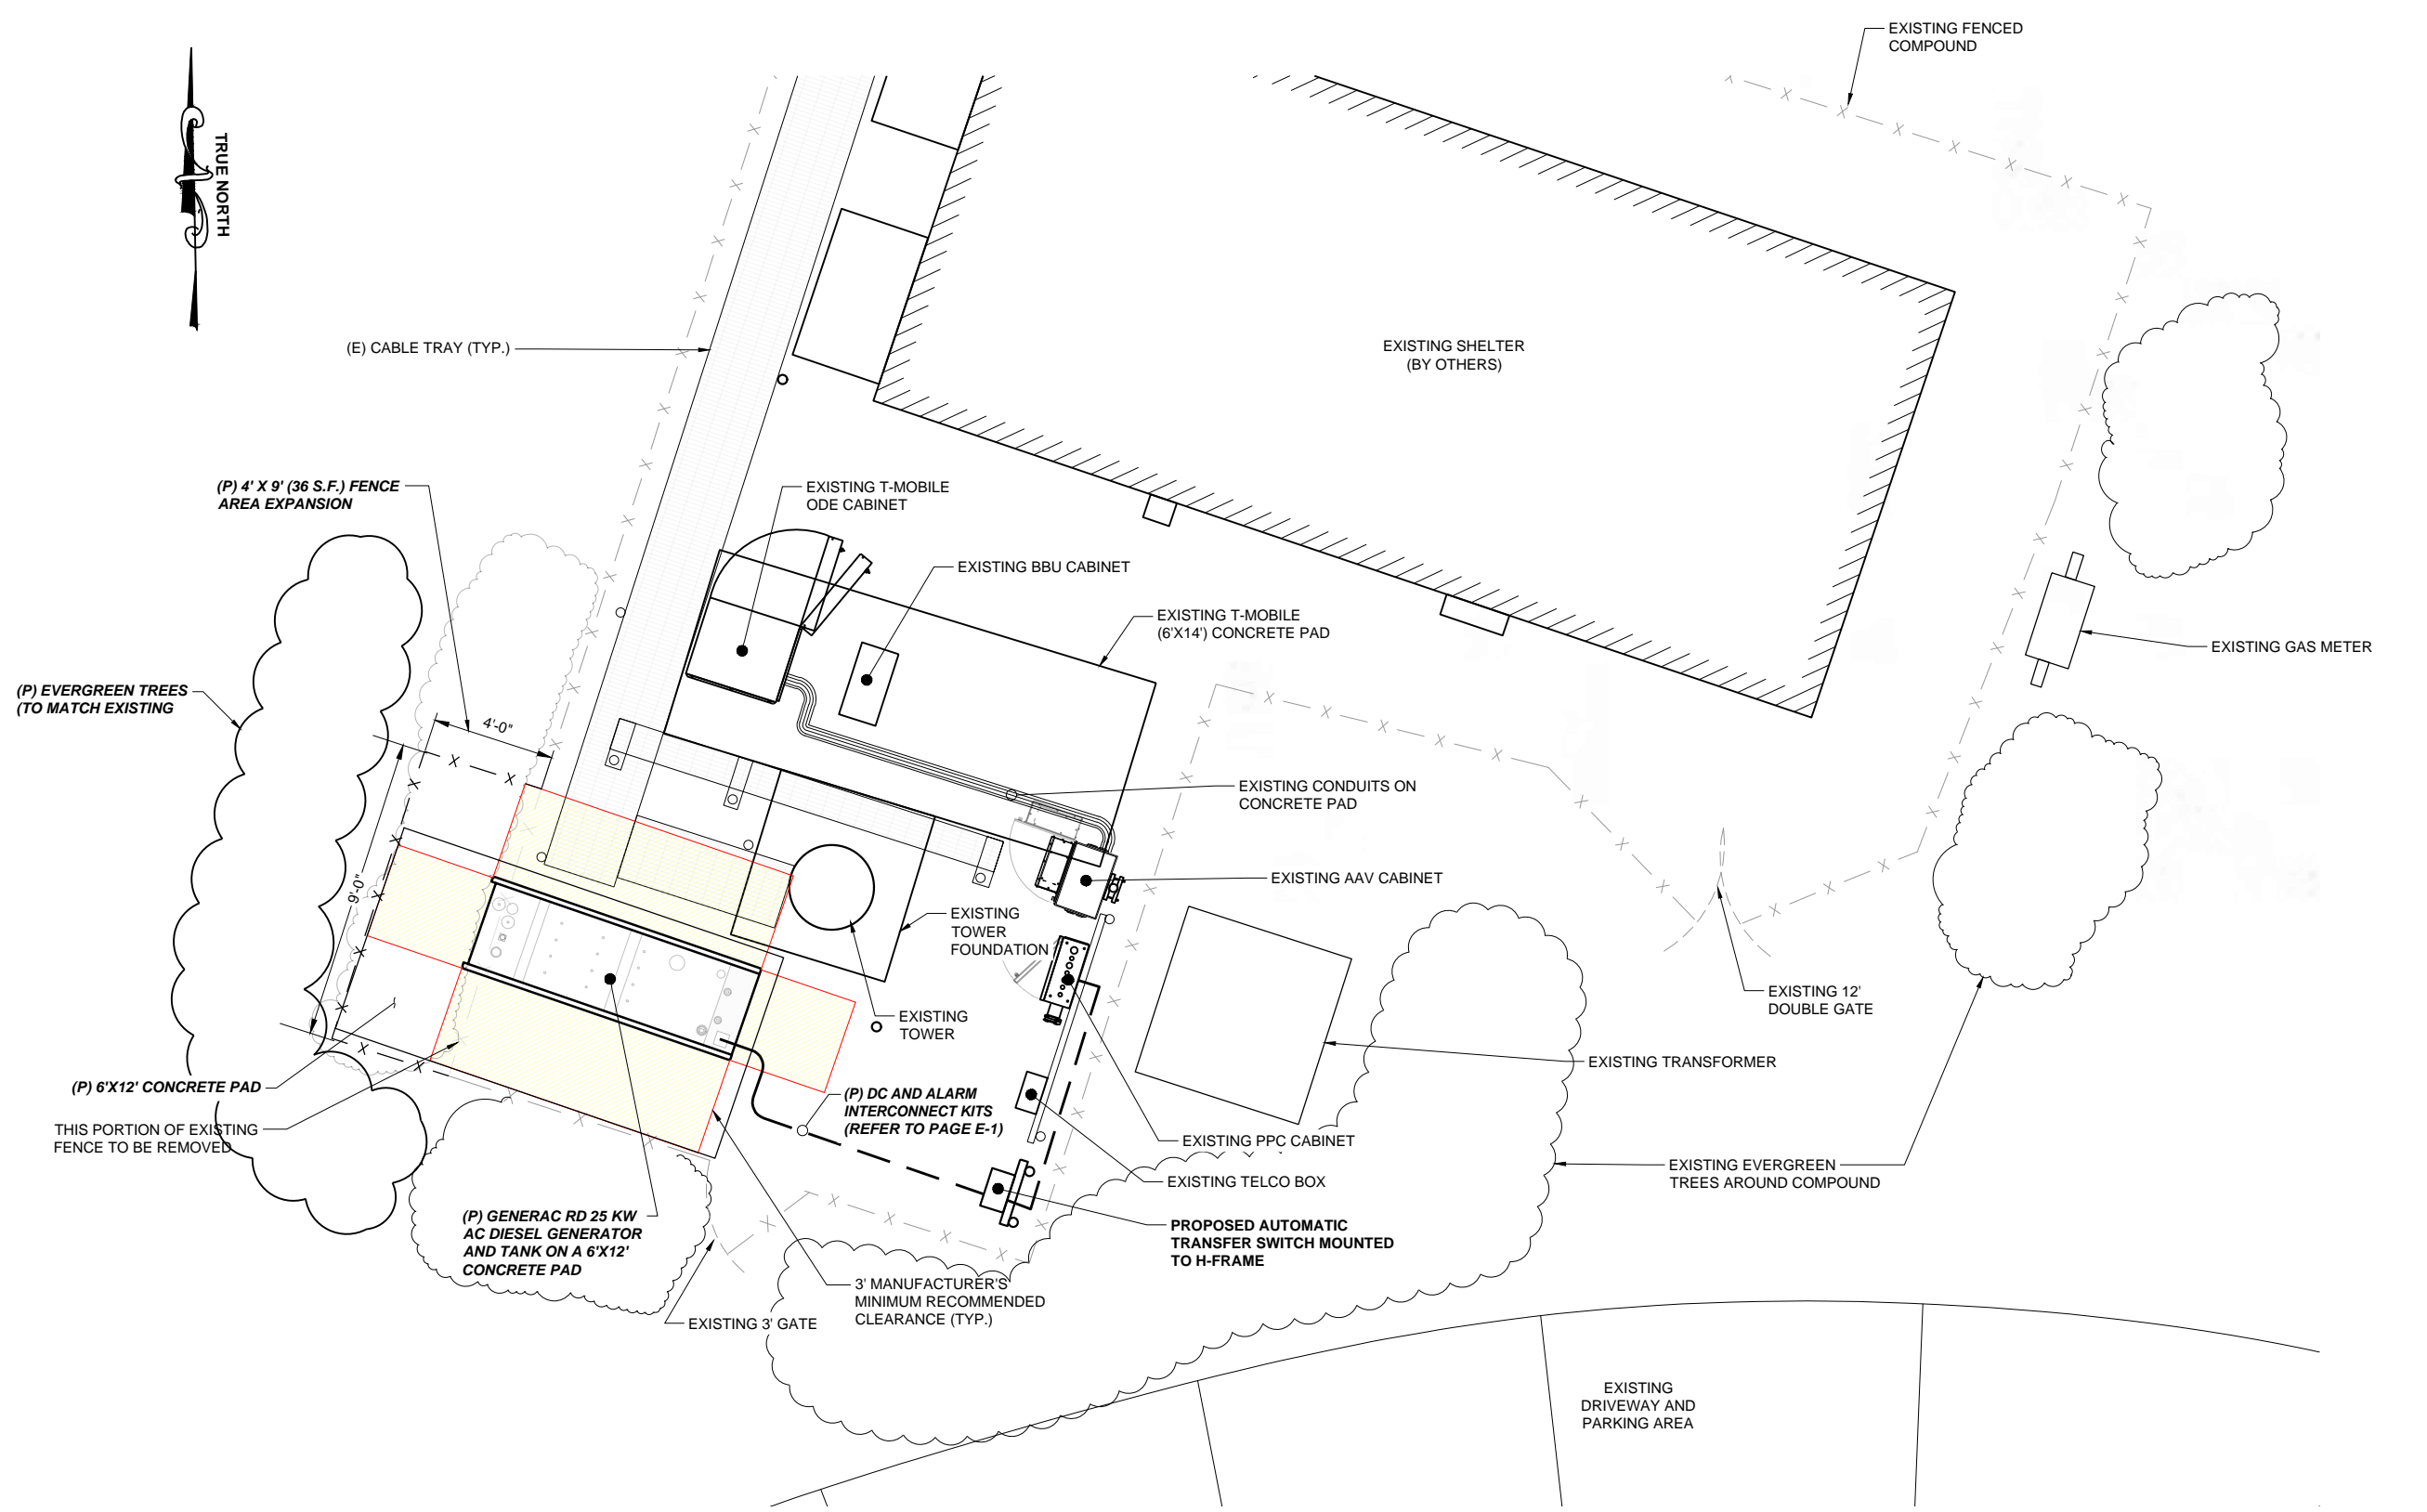 EXISTING FENCED
COMPOUND
TRUE NORTH
(E) CABLE TRAY (TYP.)
EXISTING SHELTER
(BY OTHERS)
(P) 4' X 9' (36 S.F.) FENCE
AREA EXPANSION
EXISTING T-MOBILE
ODE CABINET
EXISTING BBU CABINET
EXISTING T-MOBILE
(6'X14') CONCRETE PAD
EXISTING GAS METER
(P) EVERGREEN TREES
(TO MATCH EXISTING
4'-0"
EXISTING CONDUITS ON
CONCRETE PAD
9'-0"
EXISTING AAV CABINET
EXISTING
TOWER
FOUNDATION
EXISTING 12'
DOUBLE GATE
EXISTING
TOWER
EXISTING TRANSFORMER
(P) 6'X12' CONCRETE PAD
(P) DC AND ALARM
INTERCONNECT KITS
(REFER TO PAGE E-1)
THIS PORTION OF EXISTING
FENCE TO BE REMOVED
EXISTING PPC CABINET
EXISTING EVERGREEN
TREES AROUND COMPOUND
EXISTING TELCO BOX
(P) GENERAC RD 25 KW
AC DIESEL GENERATOR
AND TANK ON A 6'X12'
CONCRETE PAD
PROPOSED AUTOMATIC
TRANSFER SWITCH MOUNTED
TO H-FRAME
3' MANUFACTURER'S
MINIMUM RECOMMENDED
CLEARANCE (TYP.)
EXISTING 3' GATE
EXISTING
DRIVEWAY AND
PARKING AREA